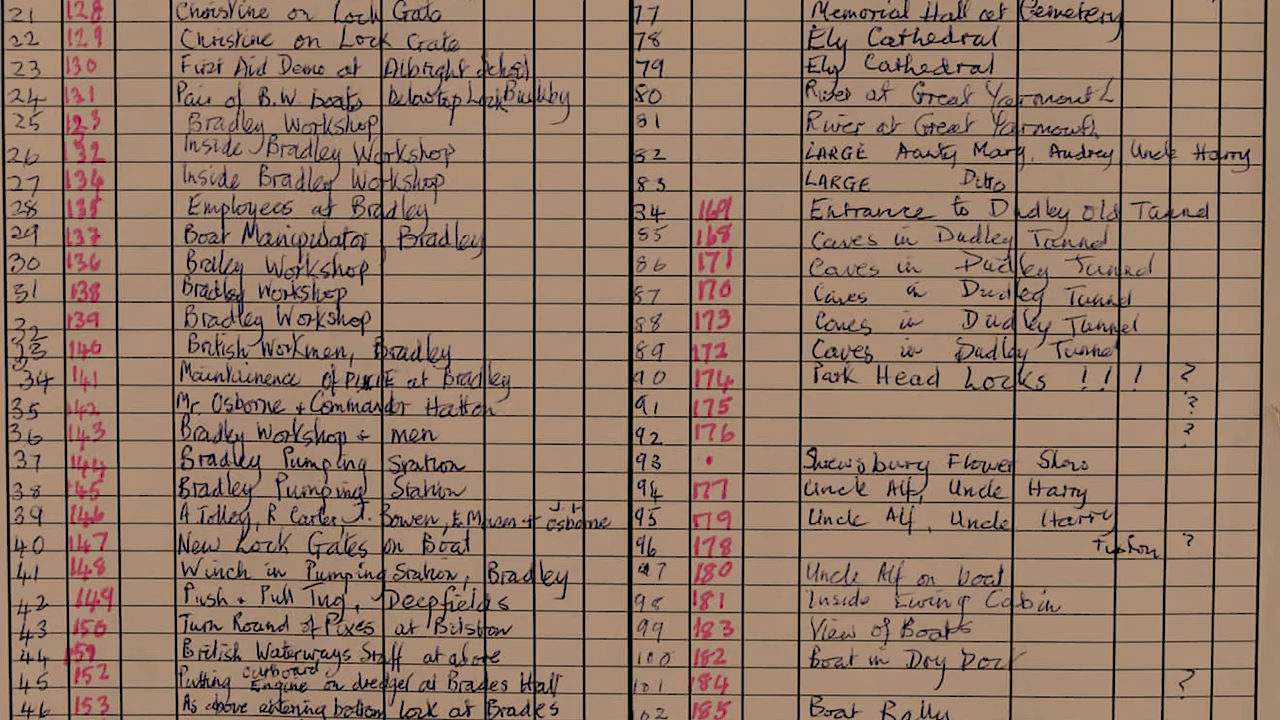 21 128 Christine on Lock Gate
22 129 Christine on Lock Gate
23 130 First Aid Demo at Albright School
24 131 Pair of B.W. boats below top Lock Buckby
25 123 Bradley Workshop
26 132 Inside Bradley Workshop
27 134 Inside Bradley Workshop
28 135 Employees at Bradley
29 137 Boat Manipulator, Bradley
30 136 Bradley Workshop
31 138 Bradley Workshop
32 139 Bradley Workshop
33 140 British Workmen, Bradley
34 141 Maintainence of at Bradley
35 142 Mr. Osborne + Commander Hatton
36 143 Bradley Workshop + men
37 144 Bradley Pumping Station
38 145 Bradley Pumping Station
39 146 A Tolley, R. Carter, J. Bowen, E. + J. H Osborne
40 147 New Lock Gates on Boat
41 148 Winch in Pumping Station, Bradley
42 149 Push + Pull Tug, Deepfields
43 150 Turn Round of Pixes at Bilston
44 159 British Waterways Staff at above
45 152 Putting outboard Engine on dredger at Brades Hall
46 153 As above entering bottom lock at Brades
77 Memorial Hall at Cemetery
78 Ely Cathedral
79 Ely Cathedral
80 River at Great Yarmouth
81 River at Great Yarmouth
82 LARGE Aunty Mary, Audrey Uncle Harry
83 LARGE Ditto
84 169 Entrance to Dudley Old Tunnel
85 168 Caves in Dudley Tunnel
86 171 Caves in Dudley Tunnel
87 170 Caves in Dudley Tunnel
88 173 Caves in Dudley Tunnel
89 172 Caves in Dudley Tunnel
90 174 Park Head Locks ! ! ! ?
91 175 ?
92 176 ?
93 Shrewsbury Flower Show
94 177 Uncle Alf, Uncle Harry
95 179 Uncle Alf, Uncle Harry
96 178 ?
97 180 Uncle Alf on boat
98 181 Inside Ewing Cabin
99 183 View of Boats
100 182 Boat in Dry Dock
101 184 ?
102 185 Boat Rally